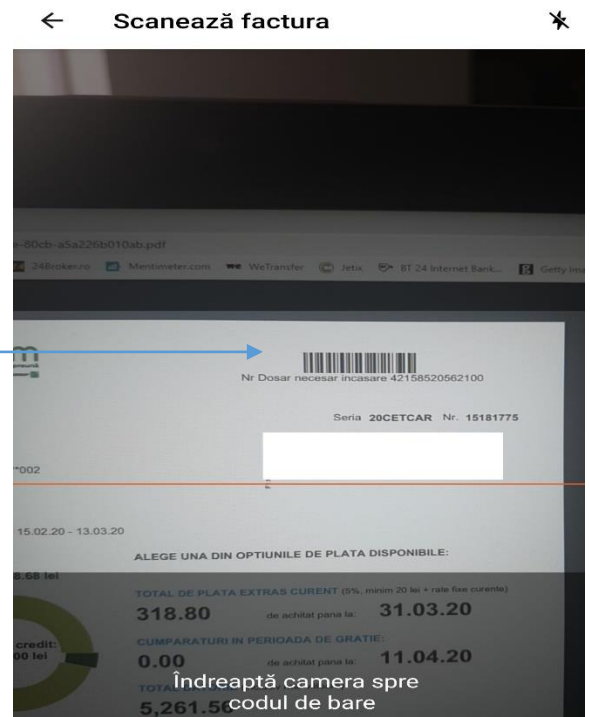 Scanează factura
e-80cb-a5a226b010ab.pdf
24Broker.ro Mentimeter.com we WeTransfer Jetix BT 24 Internet Bank... Getty Ima
m
Nr Dosar necesar incasare 42158520562100
Seria 20CETCAR Nr. 15181775
*002
15.02.20 - 13.03.20
ALEGE UNA DIN OPTIUNILE DE PLATA DISPONIBILE:
8.68 lei
TOTAL DE PLATA EXTRAS CURENT (5%, minim 20 lei + rate fixe curente)
318.80 de achitat pana la: 31.03.20
credit:
00 lei
CUMPARATURI IN PERIOADA DE GRATIE:
0.00 de achitat pana la: 11.04.20
Îndreaptă camera spre
TOTAL
codul de bare
5,261.56